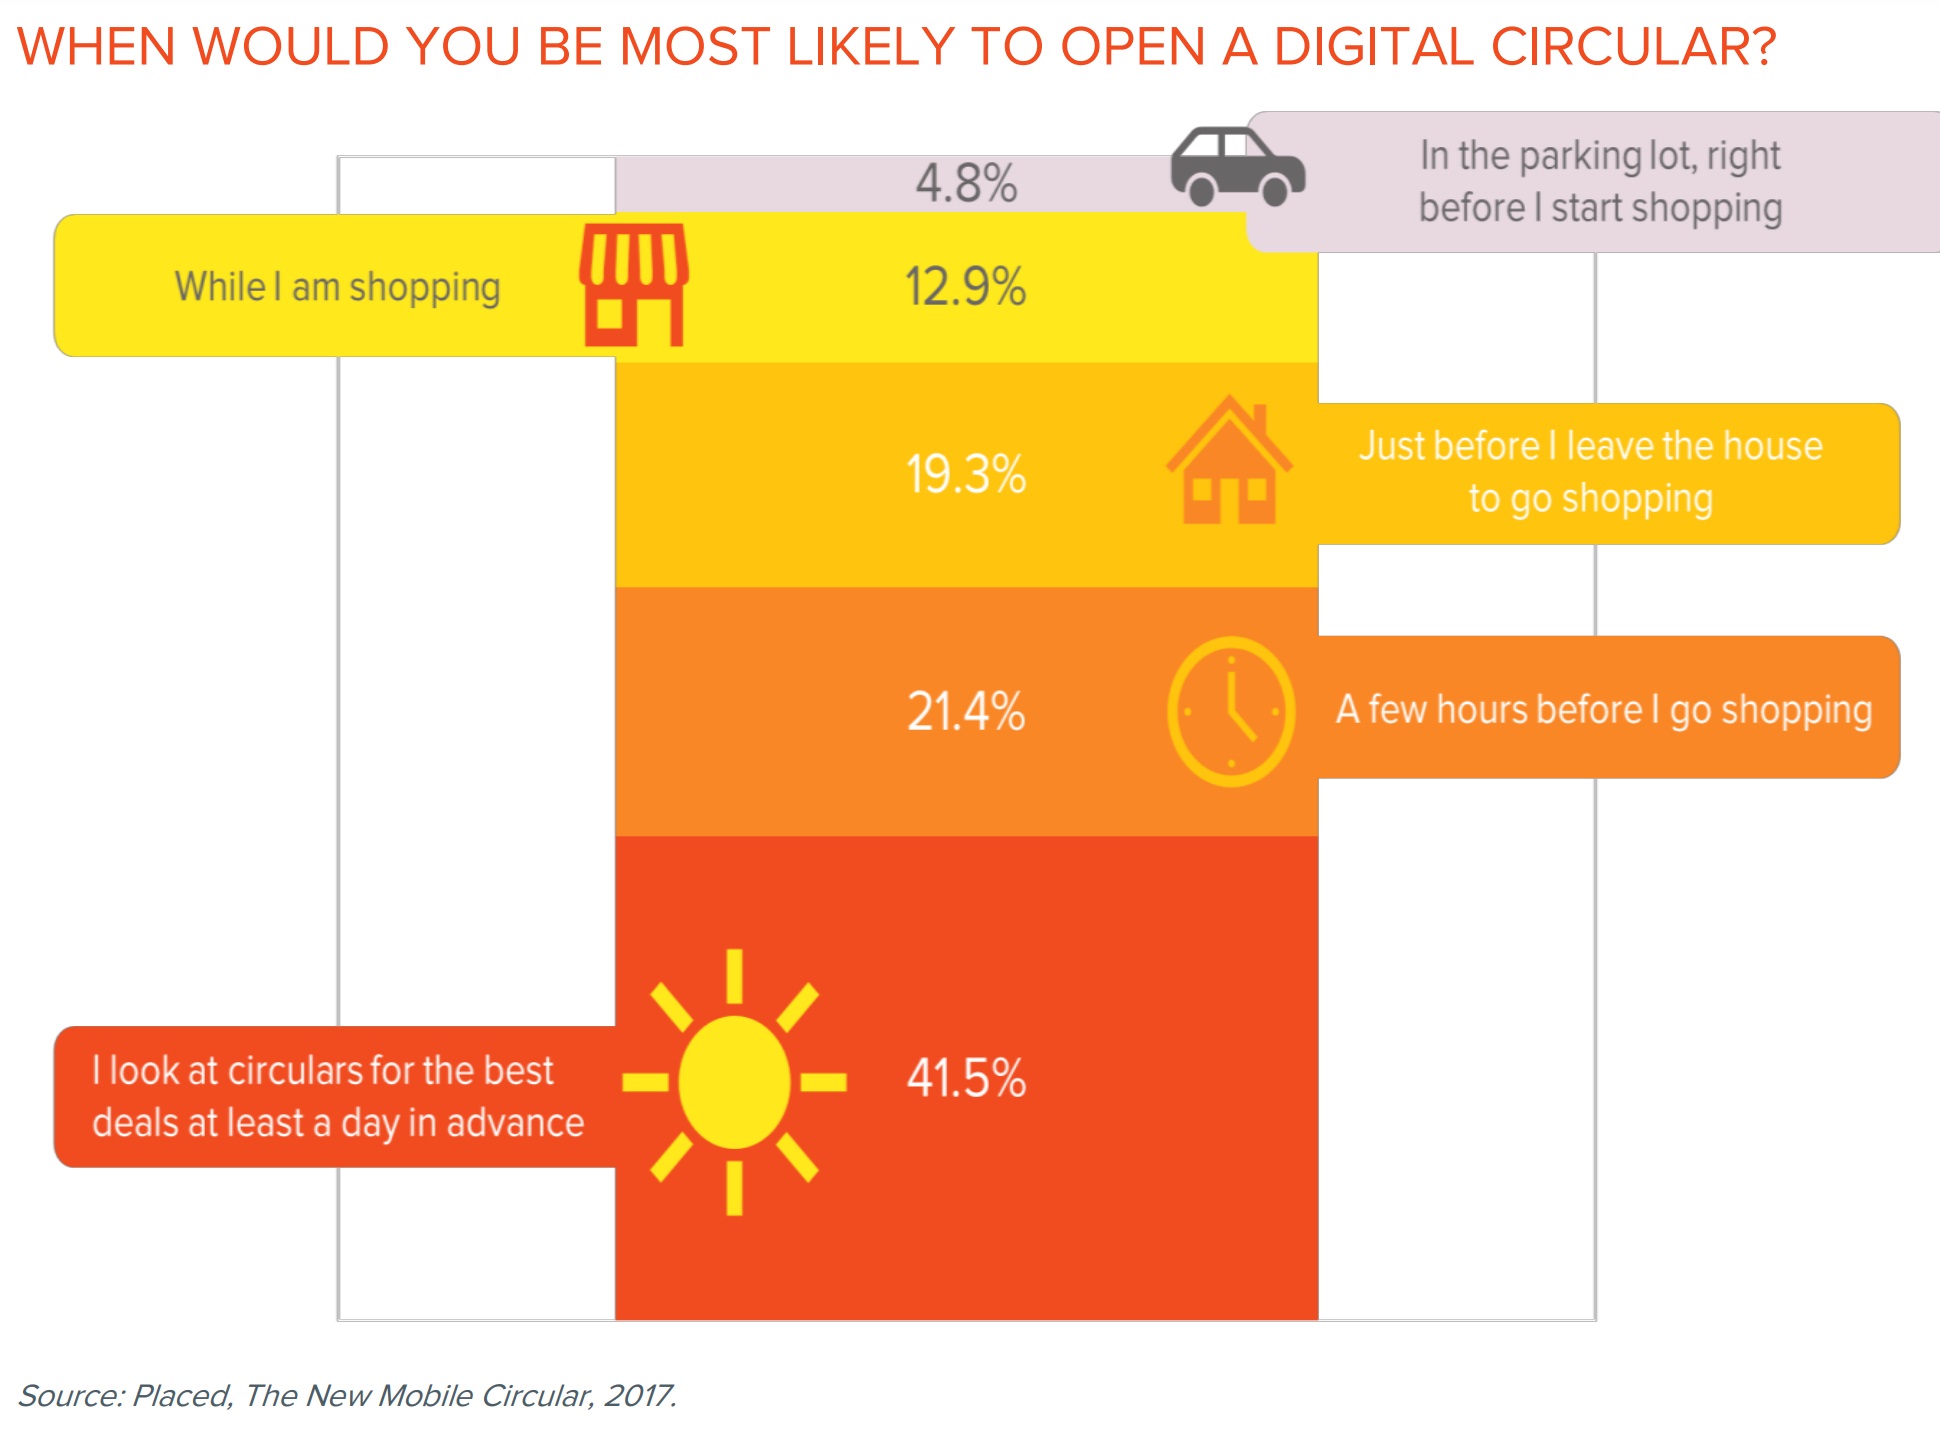 WHEN WOULD YOU BE MOST LIKELY TO OPEN A DIGITAL CIRCULAR?
4.8%
In the parking lot, right
before I start shopping
While I am shopping
12.9%
19.3%
Just before I leave the house
to go shopping
21.4%
A few hours before I go shopping
I look at circulars for the best
deals at least a day in advance
41.5%
Source: Placed, The New Mobile Circular, 2017.